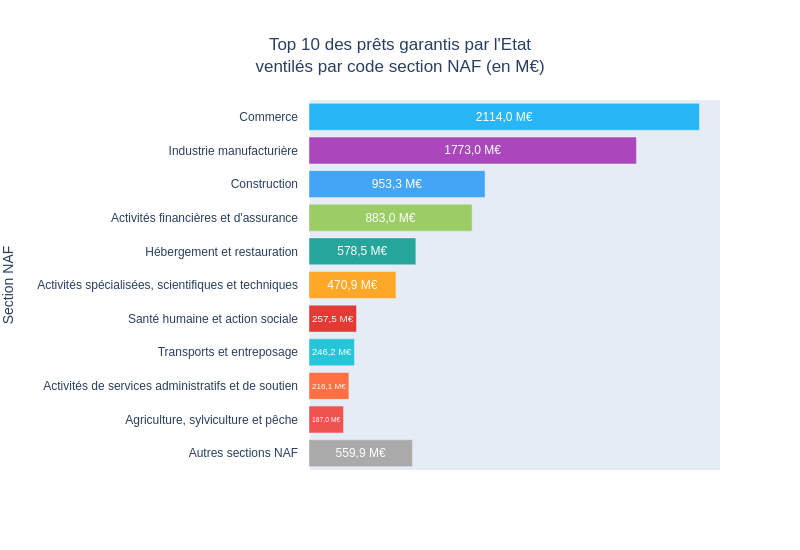 Top 10 des prêts garantis par l'Etat
ventilés par code section NAF (en M€)
Section NAF
Commerce 2114,0 M€
Industrie manufacturière 1773,0 M€
Construction 953,3 M€
Activités financières et d'assurance 883,0 M€
Hébergement et restauration 578,5 M€
Activités spécialisées, scientifiques et techniques 470,9 M€
Santé humaine et action sociale 257,5 M€
Transports et entreposage 246,2 M€
Activités de services administratifs et de soutien 216,1 M€
Agriculture, sylviculture et pêche 187,0 M€
Autres sections NAF 559,9 M€